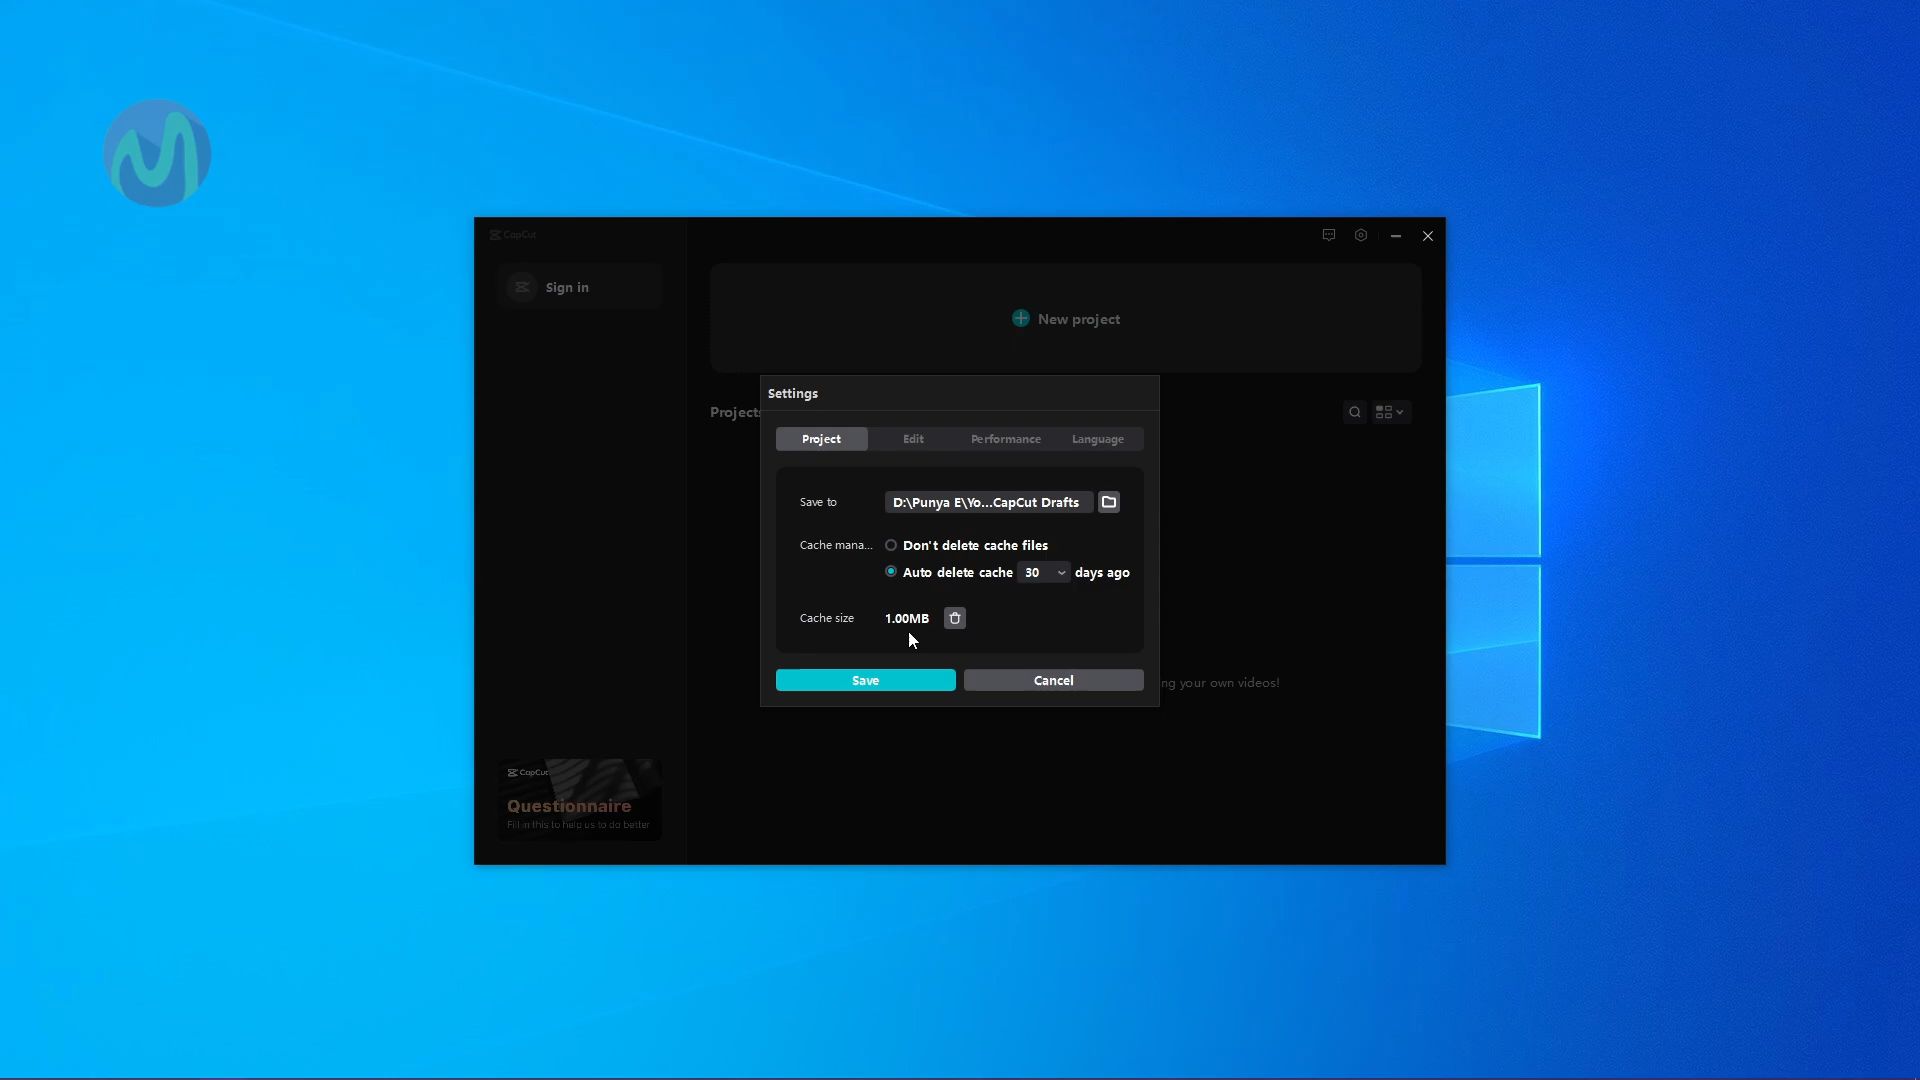 CapCut
Sign in
New project
Projects
Settings
Project Edit Performance Language
Save to D:\Punya E\Yo...CapCut Drafts
Cache mana... Don't delete cache files
Auto delete cache 30 days ago
Cache size 1.00MB
Save Cancel
ng your own videos!
CapCut
Questionnaire
Fill in this to help us to do better